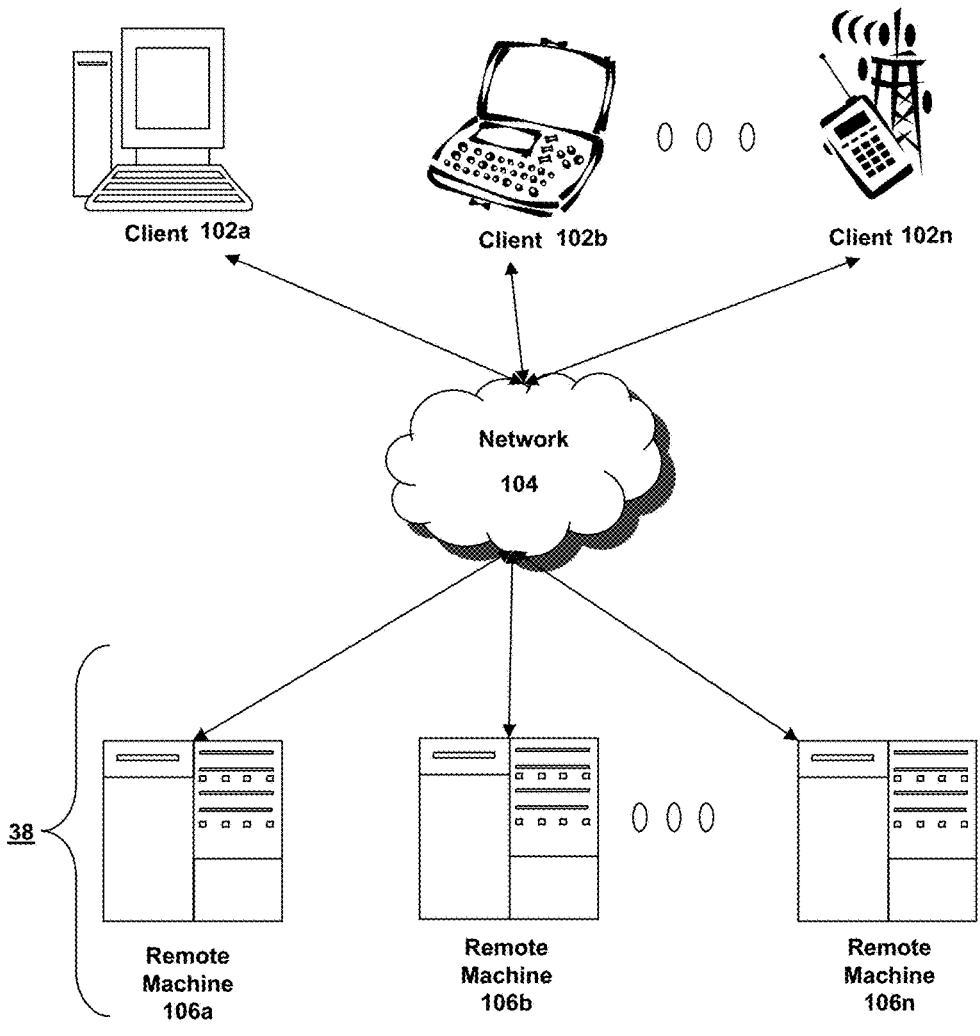 Client 102a
Client 102b
Client 102n
Network
104
38
Remote
Machine
106a
Remote
Machine
106b
Remote
Machine
106n